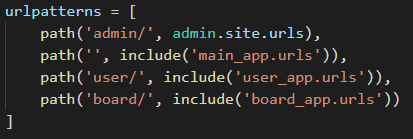 urlpatterns = [
    path('admin/', admin.site.urls),
    path('', include('main_app.urls')),
    path('user/', include('user_app.urls')),
    path('board/', include('board_app.urls'))
]